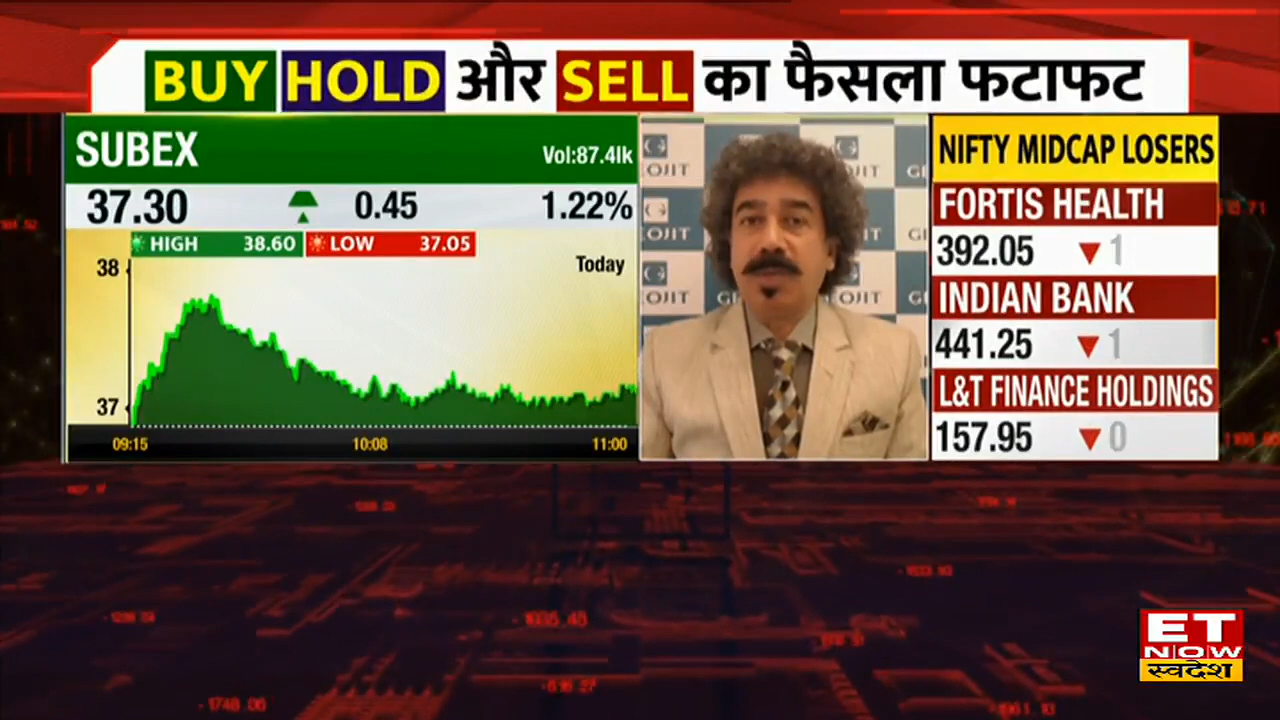 BUY HOLD और SELL का फैसला फटाफट
SUBEX
Vol:87.4lk
37.30 0.45 1.22%
HIGH 38.60 LOW 37.05
Today
38
37
09:15 10:08 11:00
NIFTY MIDCAP LOSERS
FORTIS HEALTH
392.05 1
INDIAN BANK
441.25 1
L&T FINANCE HOLDINGS
157.95 0
GEOJIT
ET
NOW
स्वदेश